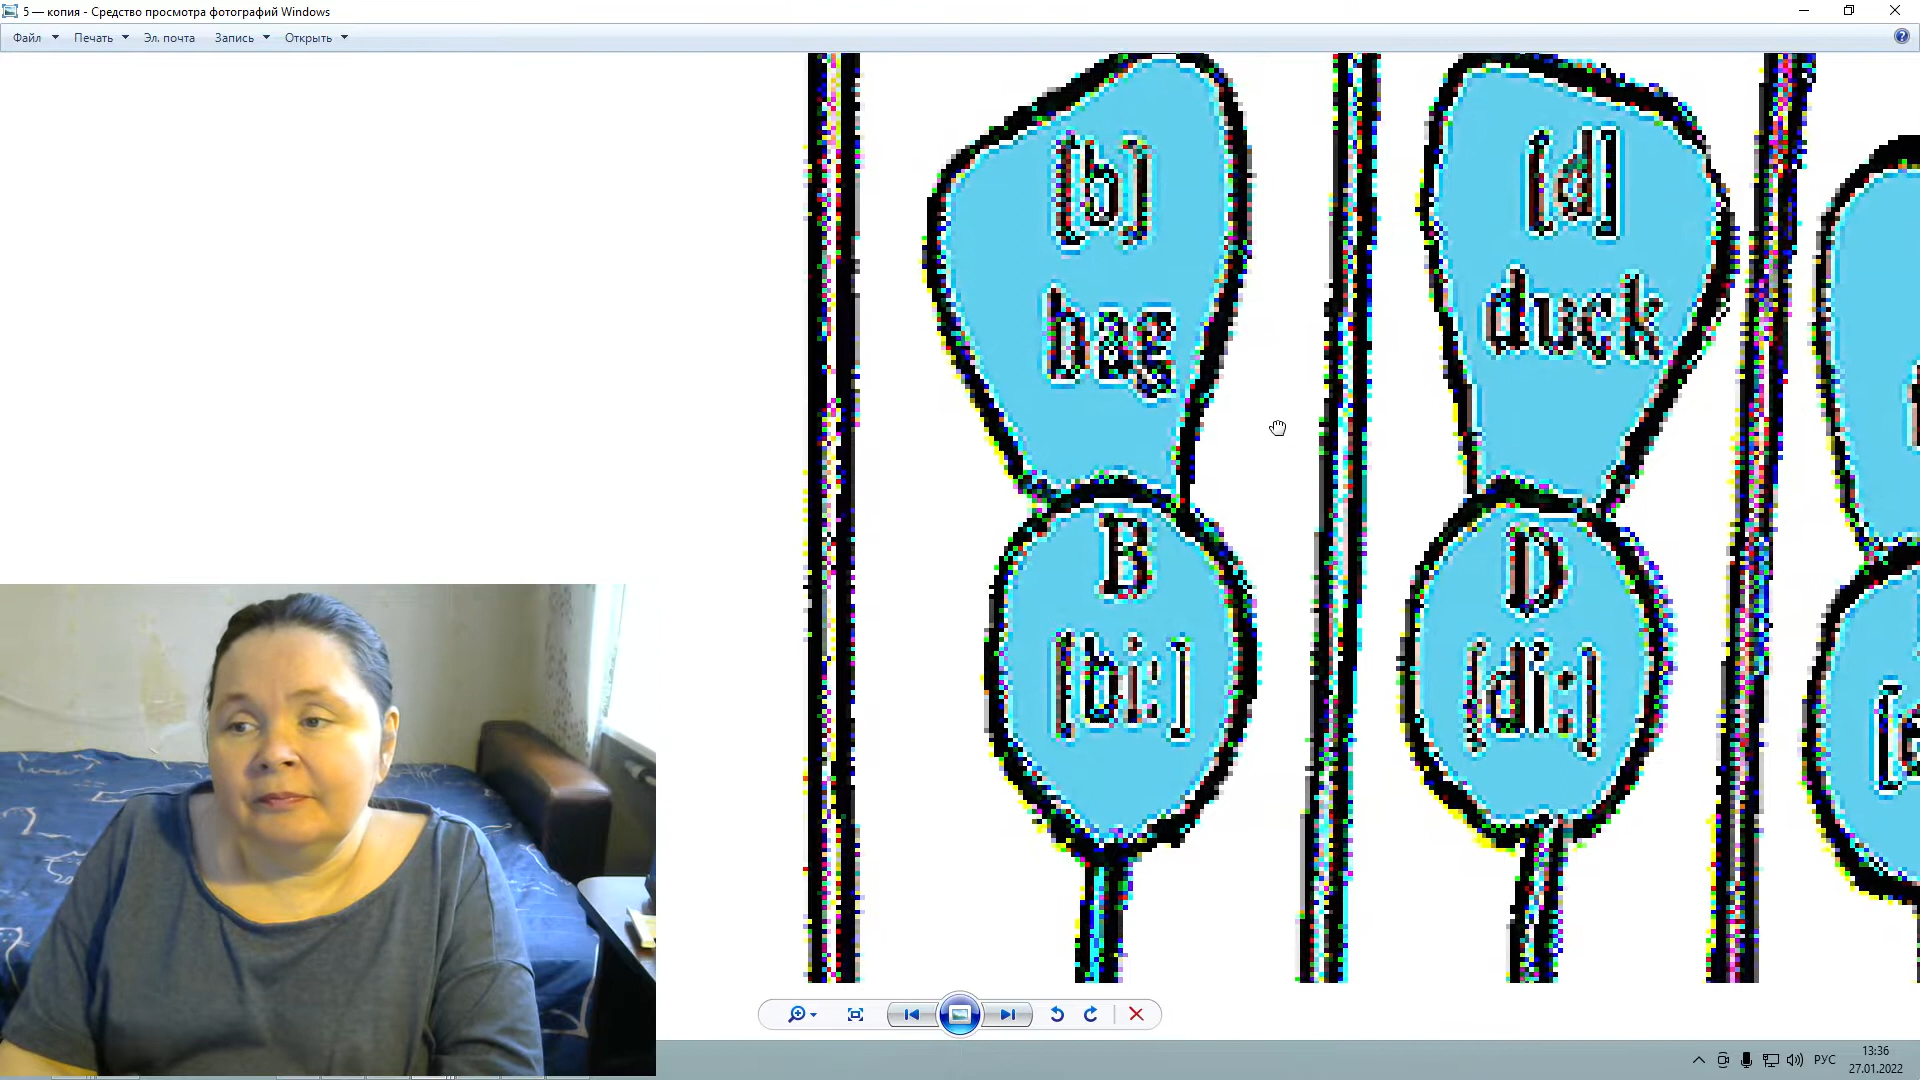 5 — копия - Средство просмотра фотографий Windows
Файл Печать Эл. почта Запись Открыть
[b]
bag
B
[bi:]
[d]
duck
D
[di:]
РУС
13:36
27.01.2022